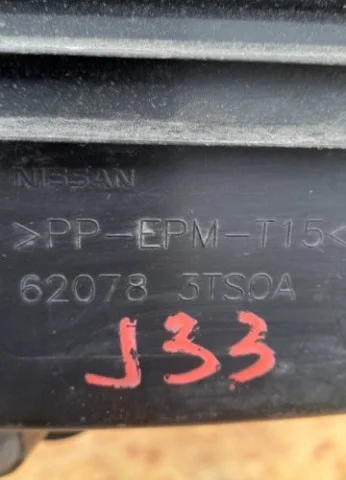 NISSAN
>PP-EPM-T15<
62078 3TS0A
J33